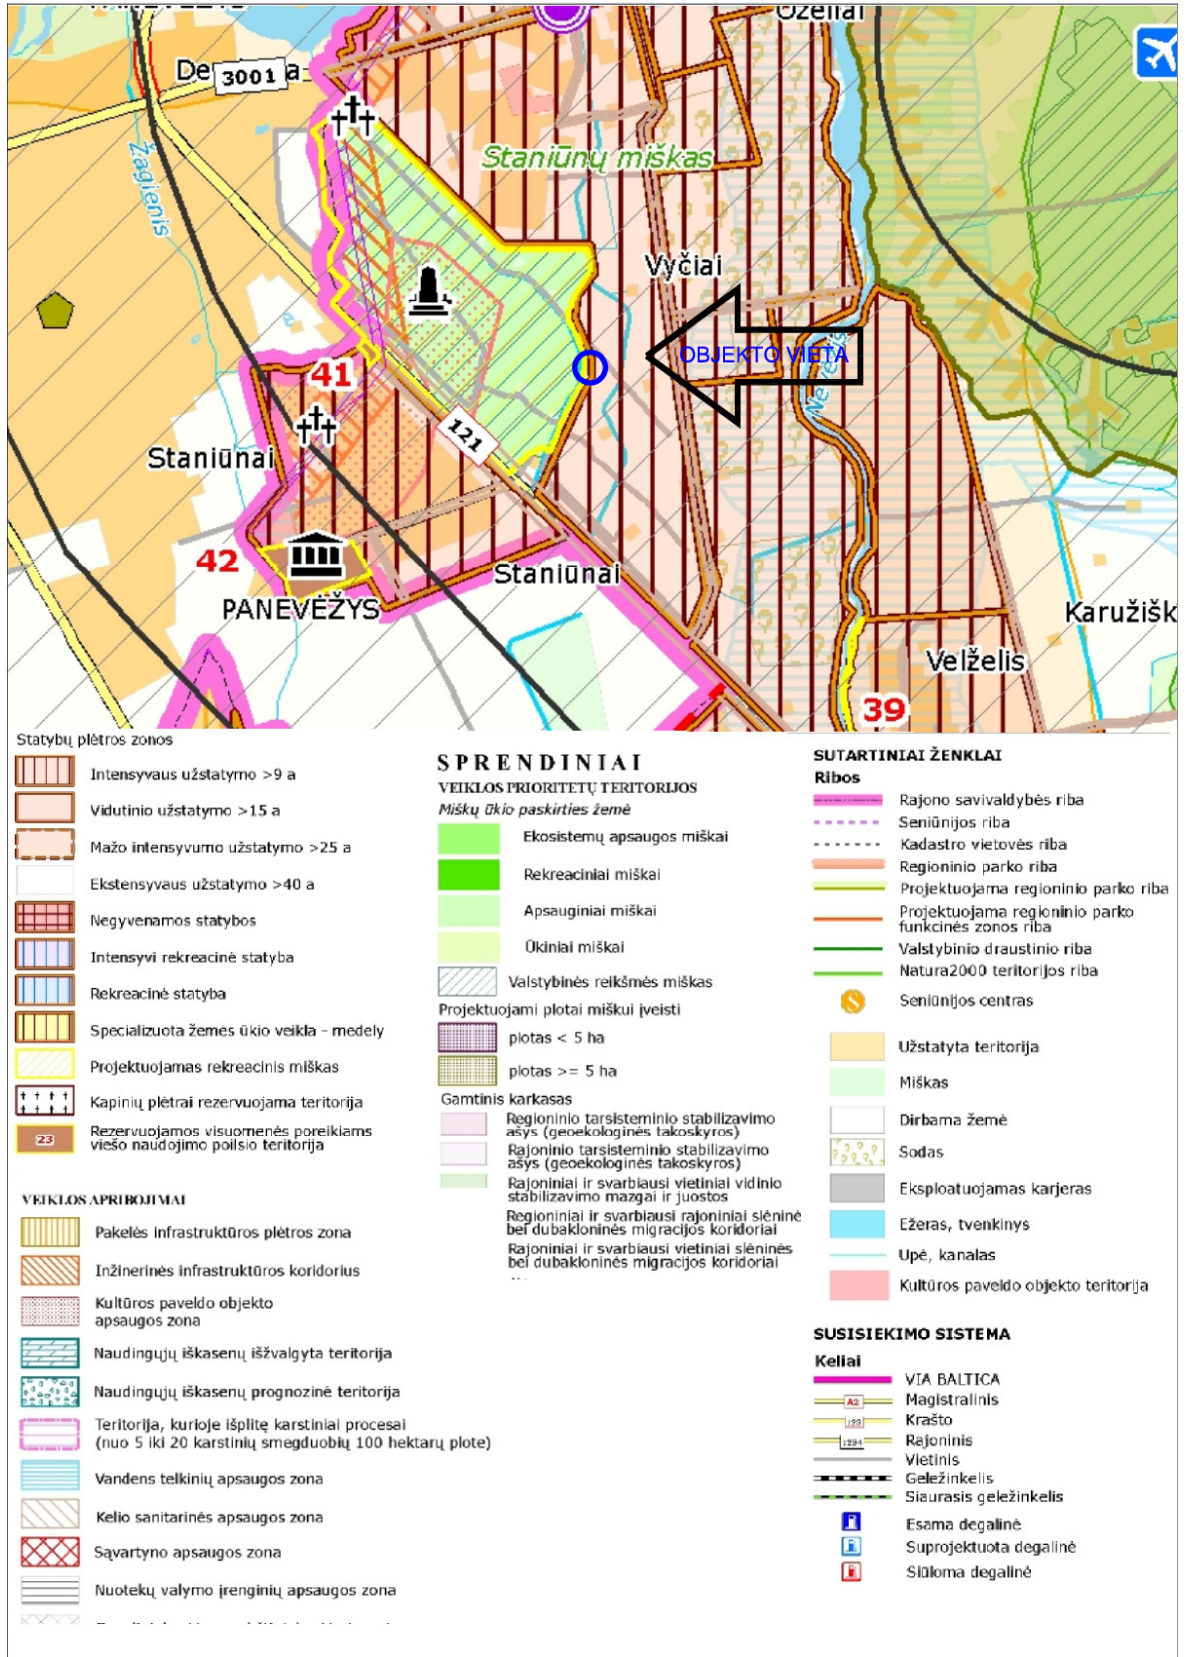 Oželiai
3001
Žagienis
Staniūnų miškas
Vyčiai
OBJEKTO VIETA
41
121
Staniūnai
42
Staniūnai
PANEVĖŽYS
Velželis
39
Statybų plėtros zonos
Intensyvaus užstatymo >9 a
Vidutinio užstatymo >15 a
Mažo intensyvumo užstatymo >25 a
Ekstensyvaus užstatymo >40 a
Negyvenamos statybos
Intensyvi rekreacinė statyba
Rekreacinė statyba
Specializuota žemės ūkio veikla - medely
Projektuojamas rekreacinis miškas
Kapinių plėtrai rezervuojama teritorija
23
Rezervuojamos visuomenės poreikiams
viešo naudojimo poilsio teritorija
VEIKLOS APRIBOJIMAI
Pakelės infrastruktūros plėtros zona
Inžinerinės infrastruktūros koridorius
Kultūros paveldo objekto
apsaugos zona
Naudingųjų iškasenų išžvalgyta teritorija
Naudingųjų iškasenų prognozinė teritorija
Teritorija, kurioje išplitę karstiniai procesai
(nuo 5 iki 20 karstinių smegduobių 100 hektarų plote)
Vandens telkinių apsaugos zona
Kelio sanitarinės apsaugos zona
Sąvartyno apsaugos zona
Nuotekų valymo įrenginių apsaugos zona
SPRENDINIAI
VEIKLOS PRIORITETŲ TERITORIJOS
Miškų ūkio paskirties žemė
Ekosistemų apsaugos miškai
Rekreaciniai miškai
Apsauginiai miškai
Ūkiniai miškai
Valstybinės reikšmės miškas
Projektuojami plotai miškui įveisti
plotas < 5 ha
plotas >= 5 ha
Gamtinis karkasas
Regioninio tarsisteminio stabilizavimo
ašys (geoekologinės takoskyros)
Rajoninio tarsisteminio stabilizavimo
ašys (geoekologinės takoskyros)
Rajoniniai ir svarbiausi vietiniai vidinio
stabilizavimo mazgai ir juostos
Regioniniai ir svarbiausi rajoniniai slėninė
bei dubakloninės migracijos koridoriai
Rajoniniai ir svarbiausi vietiniai slėninės
bei dubakloninės migracijos koridoriai
SUTARTINIAI ŽENKLAI
Ribos
Rajono savivaldybės riba
Seniūnijos riba
Kadastro vietovės riba
Regioninio parko riba
Projektuojama regioninio parko riba
Projektuojama regioninio parko
funkcinės zonos riba
Valstybinio draustinio riba
Natura2000 teritorijos riba
S
Seniūnijos centras
Užstatyta teritorija
Miškas
Dirbama žemė
Sodas
Eksploatuojamas karjeras
Ežeras, tvenkinys
Upė, kanalas
Kultūros paveldo objekto teritorija
SUSISIEKIMO SISTEMA
Keliai
VIA BALTICA
A2 Magistralinis
123 Krašto
1294 Rajoninis
Vietinis
Geležinkelis
Siaurasis geležinkelis
Esama degalinė
Suprojektuota degalinė
Siūloma degalinė